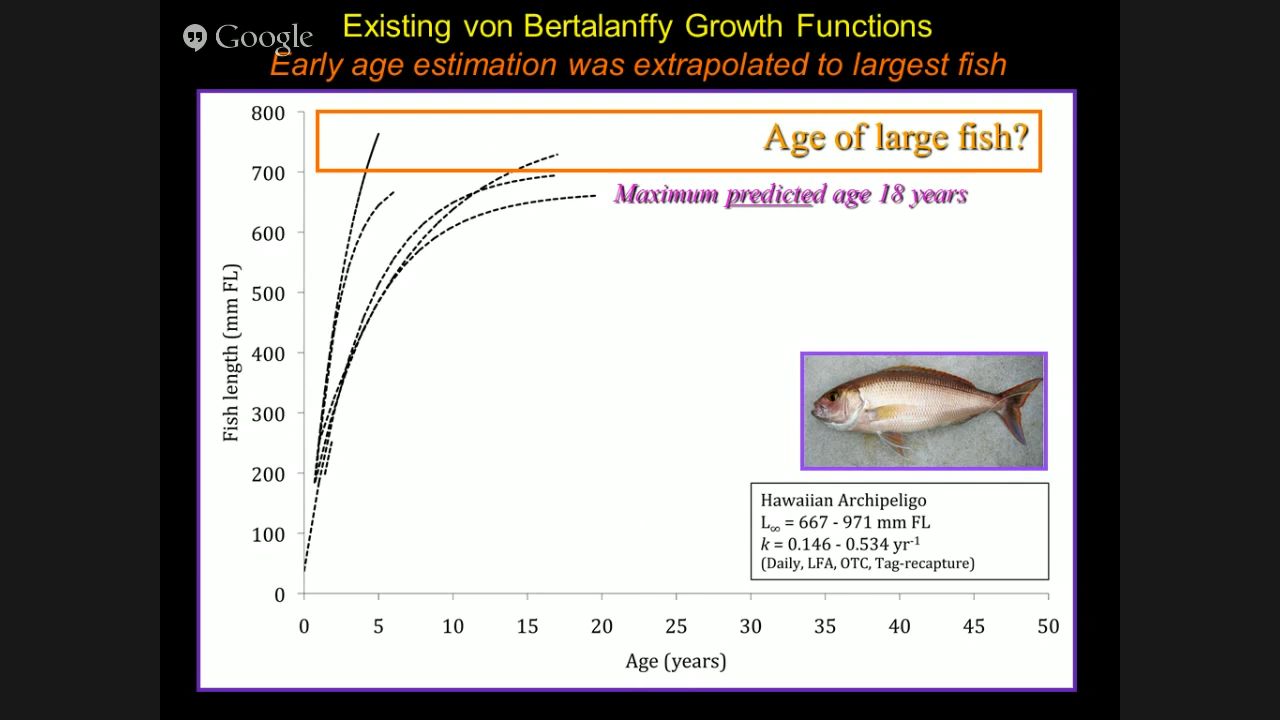 Google
Existing von Bertalanffy Growth Functions
Early age estimation was extrapolated to largest fish
800
700
600
500
400
300
200
100
0
Fish length (mm FL)
Age of large fish?
Maximum predicted age 18 years
Hawaiian Archipeligo
L∞ = 667 - 971 mm FL
k = 0.146 - 0.534 yr-1
(Daily, LFA, OTC, Tag-recapture)
0 5 10 15 20 25 30 35 40 45 50
Age (years)